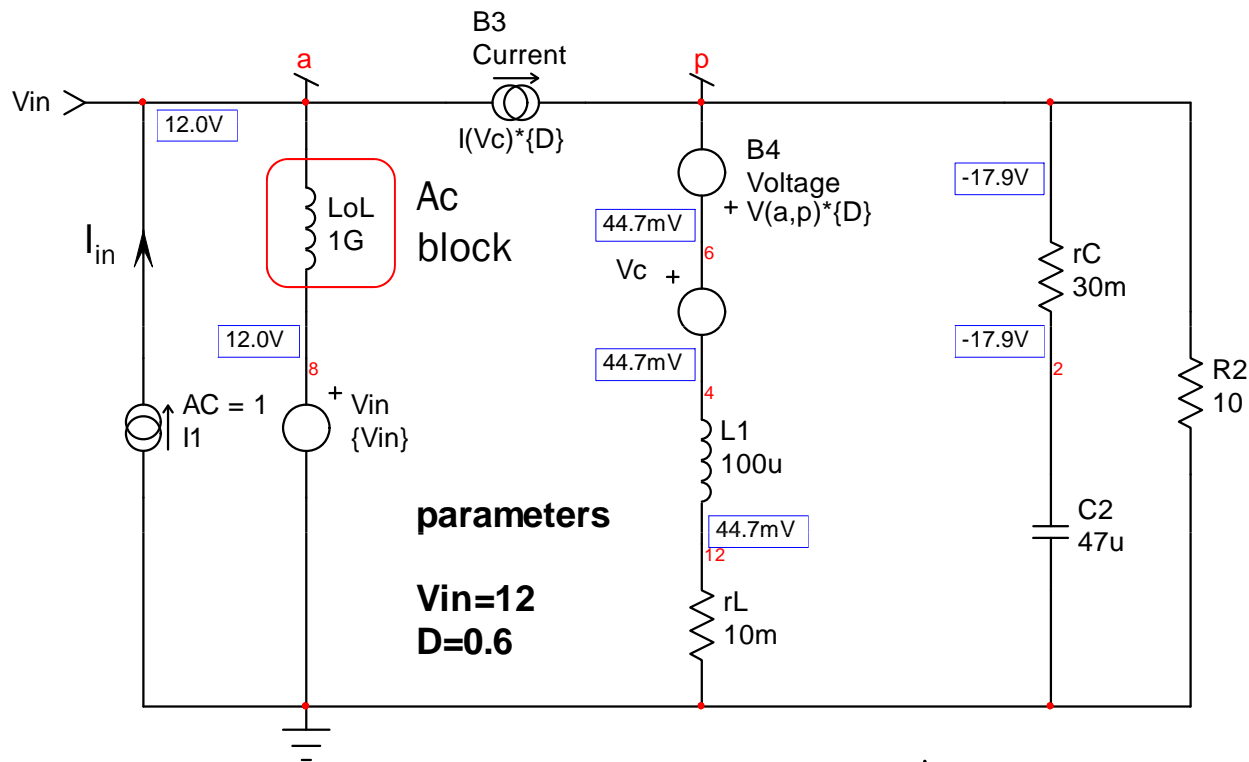 B3
Current
a
p
Vin
12.0V
I(Vc)*{D}
B4
Voltage
+ V(a,p)*{D}
-17.9V
LoL
1G
Ac
block
44.7mV
6
Iin
Vc +
rC
30m
12.0V
8
44.7mV
4
-17.9V
2
R2
10
AC = 1
I1
+ Vin
{Vin}
L1
100u
parameters
44.7mV
12
C2
47u
Vin=12
D=0.6
rL
10m